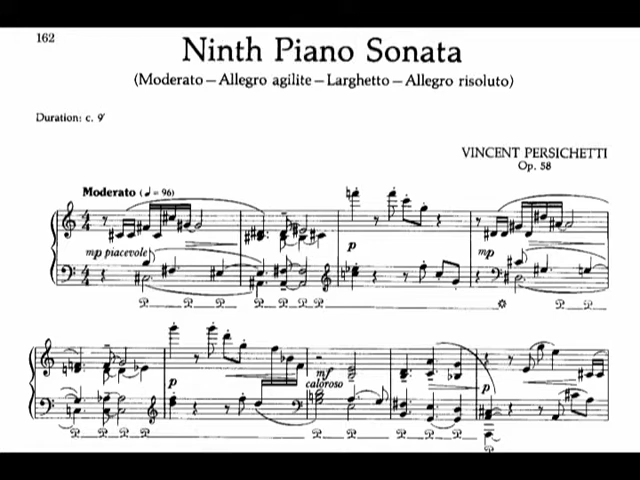 162
Ninth Piano Sonata
(Moderato – Allegro agilite – Larghetto – Allegro risoluto)
Duration: c. 9'
VINCENT PERSICHETTI
Op. 58
Moderato (♩ = 96)
mp piacevole
p
mp
p
mf
caloroso
p